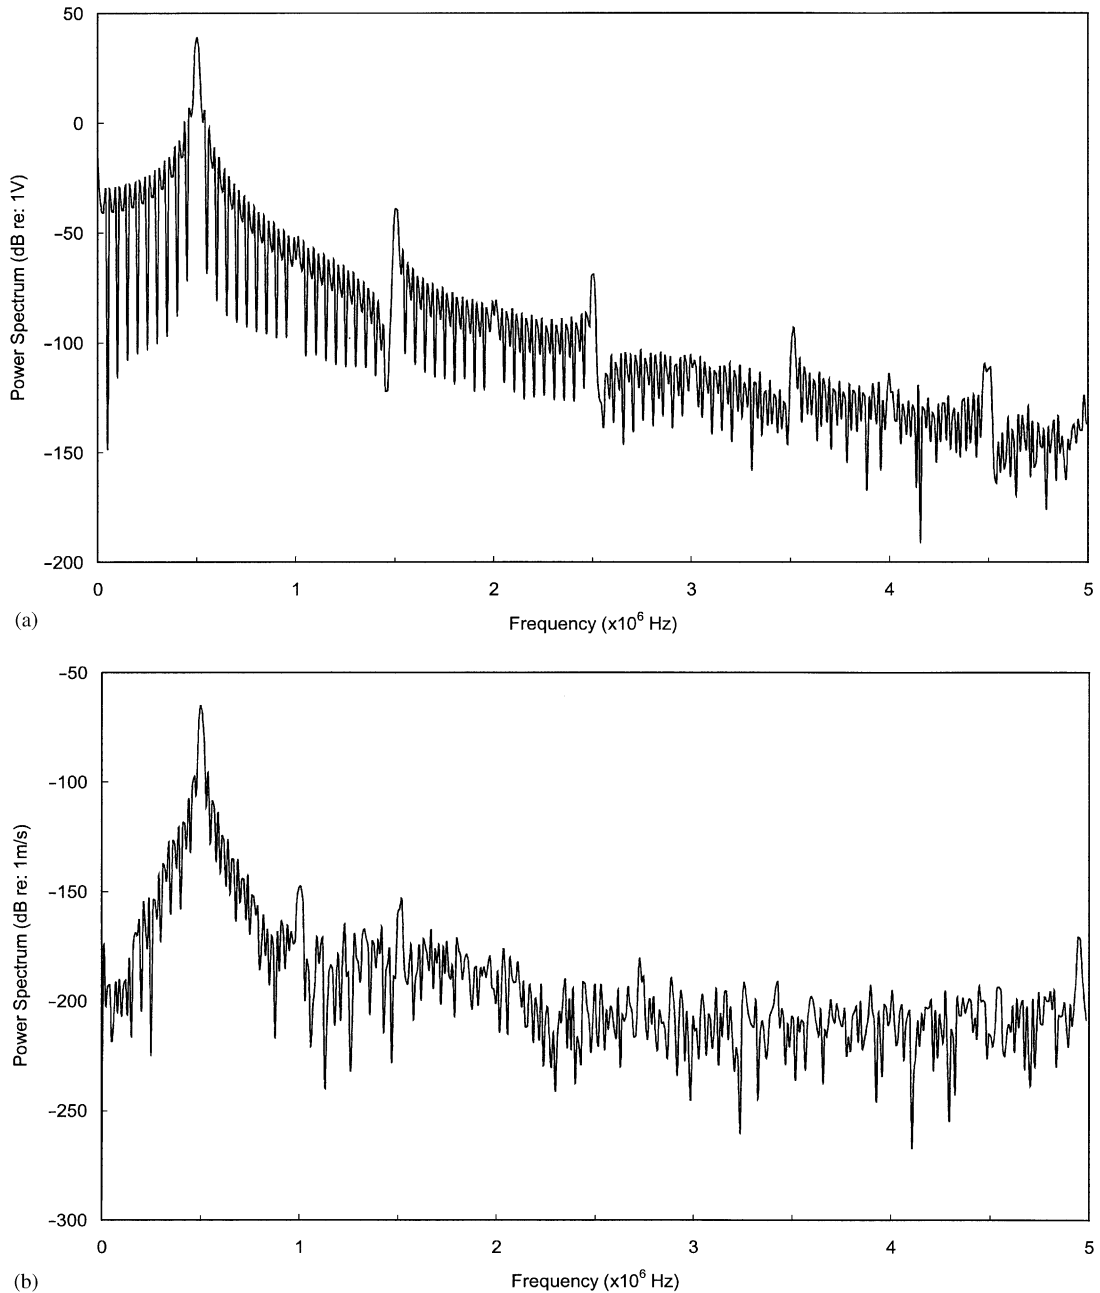 50
0
−50
−100
−150
−200
Power Spectrum (dB re: 1V)
0 1 2 3 4 5
Frequency (x10⁶ Hz)
(a)
−50
−100
−150
−200
−250
−300
Power Spectrum (dB re: 1m/s)
0 1 2 3 4 5
Frequency (x10⁶ Hz)
(b)